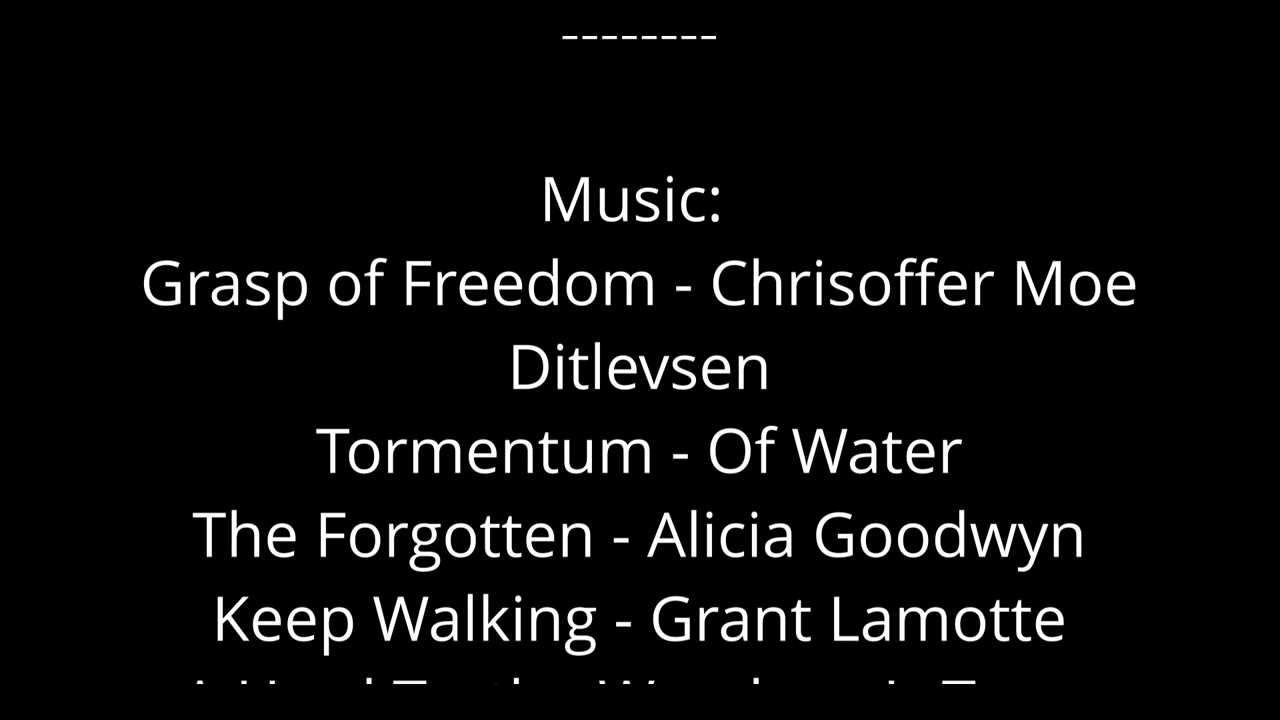 --------
Music:
Grasp of Freedom - Chrisoffer Moe
Ditlevsen
Tormentum - Of Water
The Forgotten - Alicia Goodwyn
Keep Walking - Grant Lamotte